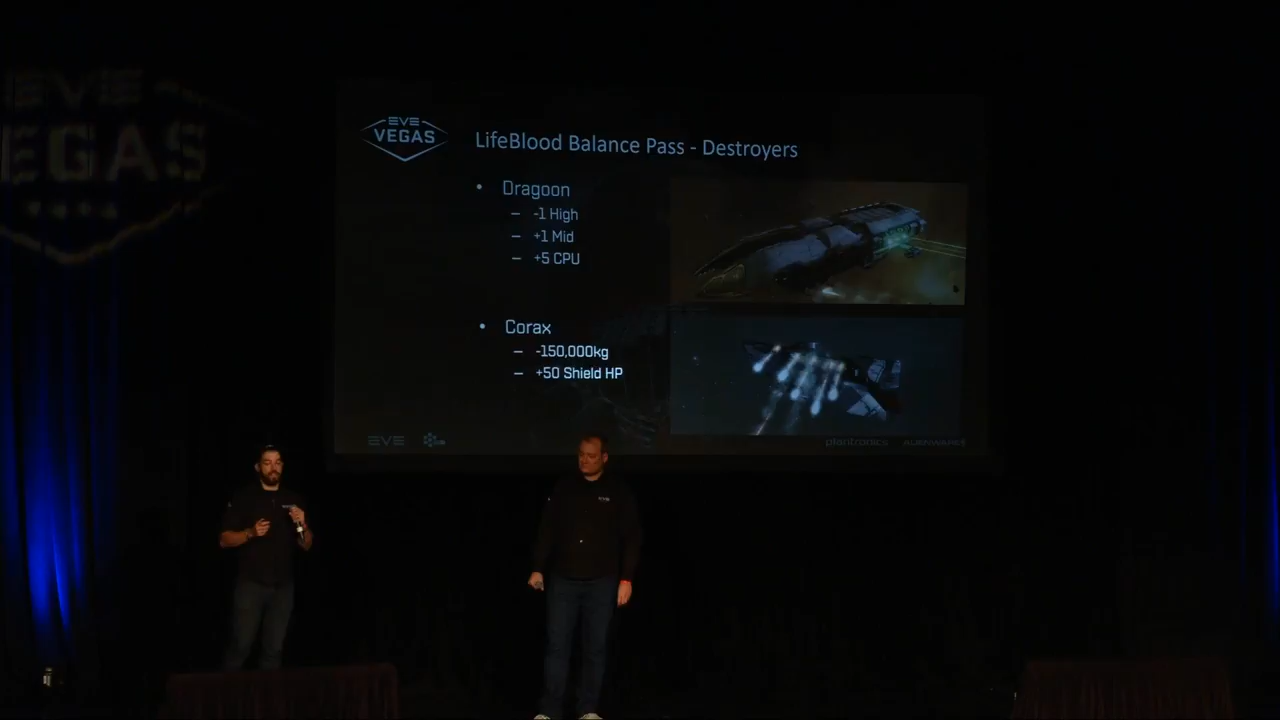 EVE
VEGAS
EVE
VEGAS
LifeBlood Balance Pass - Destroyers
• Dragoon
– -1 High
– +1 Mid
– +5 CPU
• Corax
– -150,000kg
– +50 Shield HP
EVE
plantronics
ALIENWARE
EVE